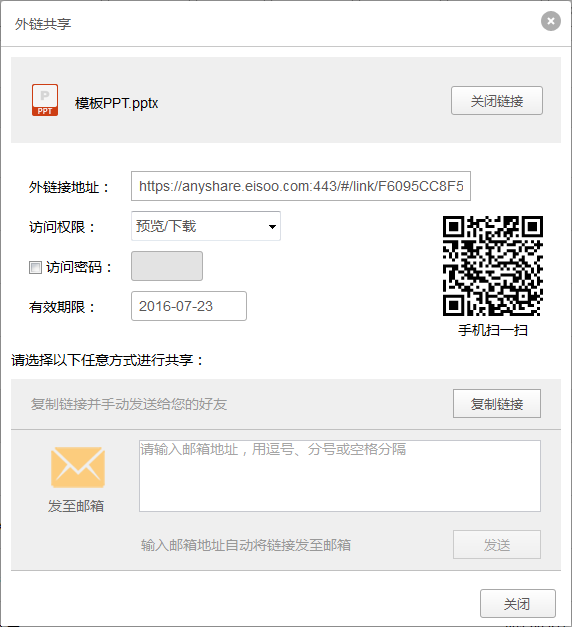 外链共享
P
PPT
模板PPT.pptx
关闭链接
外链接地址：
https://anyshare.eisoo.com:443/#/link/F6095CC8F5
访问权限：
预览/下载
访问密码：
有效期限：
2016-07-23
手机扫一扫
请选择以下任意方式进行共享：
复制链接并手动发送给您的好友
复制链接
请输入邮箱地址，用逗号、分号或空格分隔
发至邮箱
输入邮箱地址自动将链接发至邮箱
发送
关闭